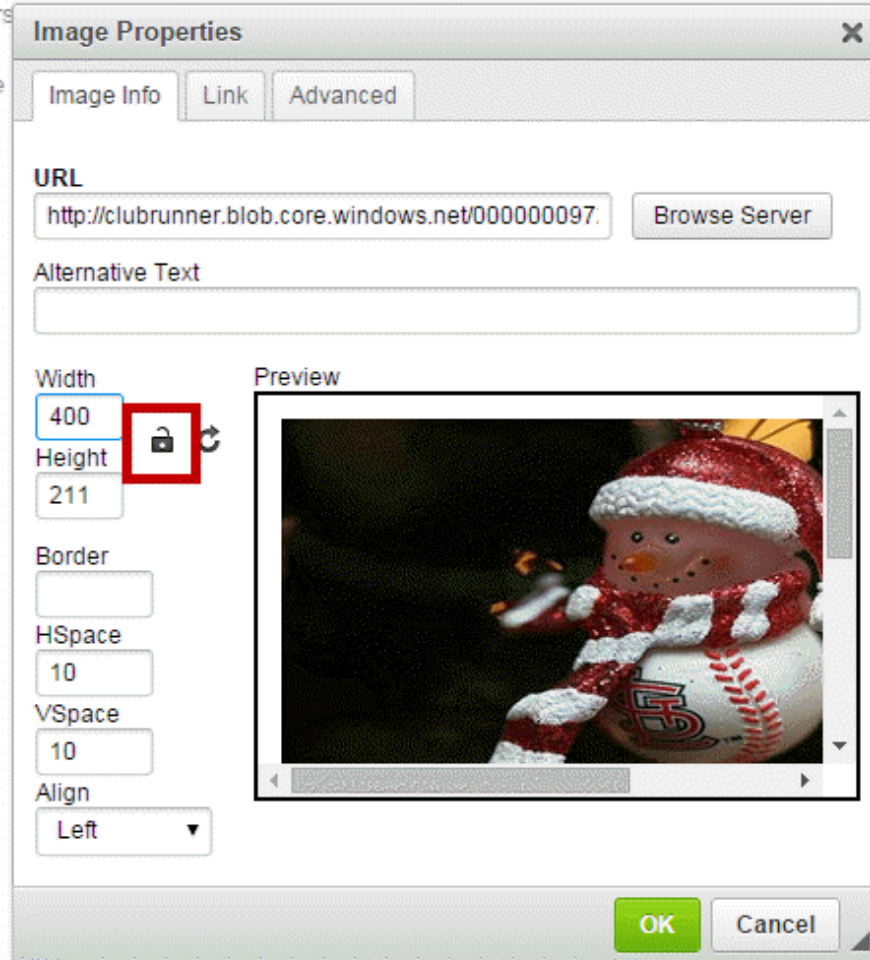 Image Properties
Image Info Link Advanced
URL
http://clubrunner.blob.core.windows.net/000000097
Browse Server
Alternative Text
Width
400
Height
211
Preview
Border
HSpace
10
VSpace
10
Align
Left
OK Cancel